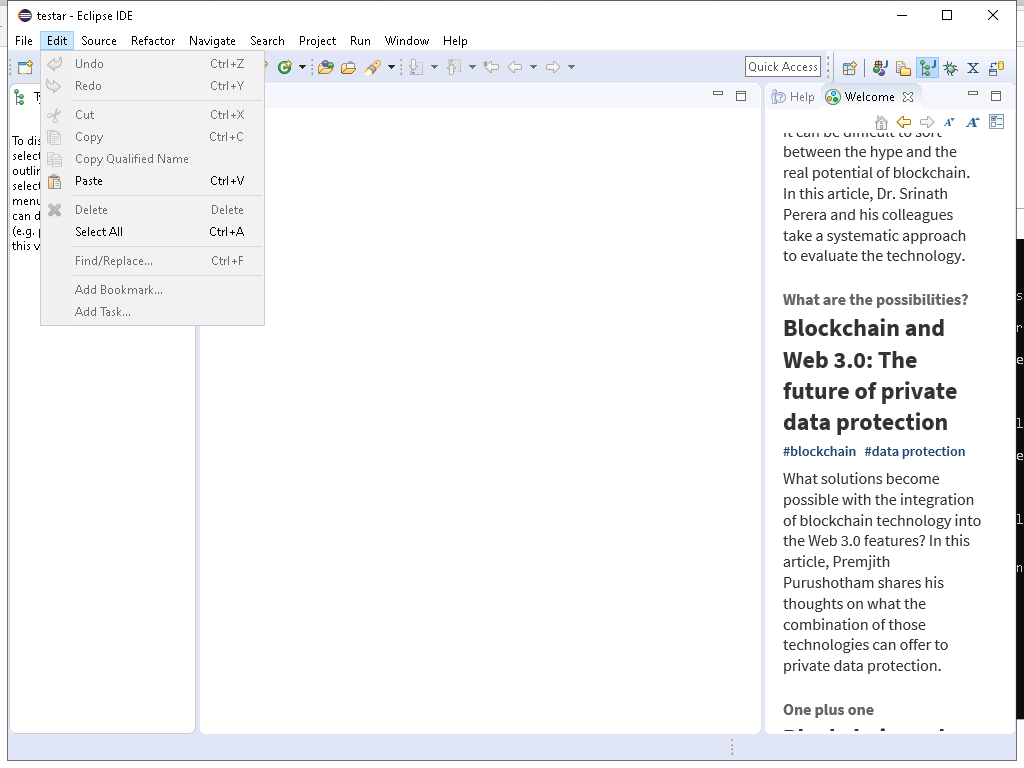 testar - Eclipse IDE
File Edit Source Refactor Navigate Search Project Run Window Help
Undo Ctrl+Z
Redo Ctrl+Y
Cut Ctrl+X
Copy Ctrl+C
Copy Qualified Name
Paste Ctrl+V
Delete Delete
Select All Ctrl+A
Find/Replace... Ctrl+F
Add Bookmark...
Add Task...
Quick Access
To dis
select
outlin
select
menu
can d
(e.g.
this v
Help Welcome
between the hype and the
real potential of blockchain.
In this article, Dr. Srinath
Perera and his colleagues
take a systematic approach
to evaluate the technology.
What are the possibilities?
Blockchain and
Web 3.0: The
future of private
data protection
#blockchain #data protection
What solutions become
possible with the integration
of blockchain technology into
the Web 3.0 features? In this
article, Premjith
Purushotham shares his
thoughts on what the
combination of those
technologies can offer to
private data protection.
One plus one